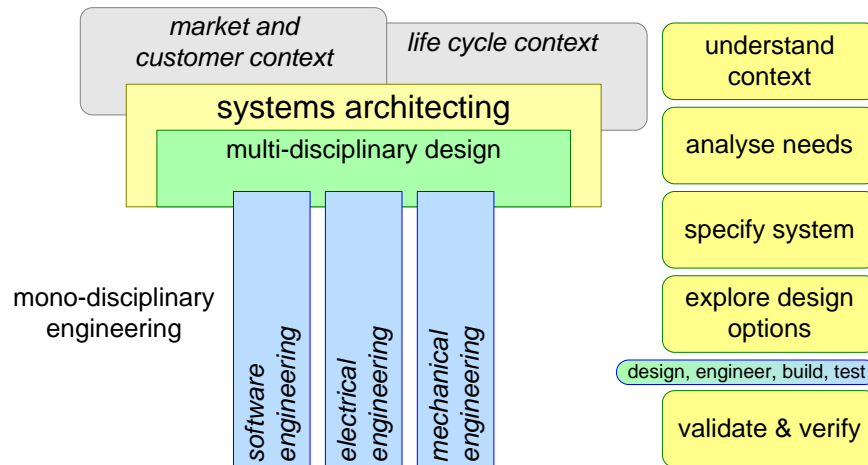 market and
customer context
life cycle context
systems architecting
multi-disciplinary design
mono-disciplinary
engineering
software
engineering
electrical
engineering
mechanical
engineering
understand
context
analyse needs
specify system
explore design
options
design, engineer, build, test
validate & verify